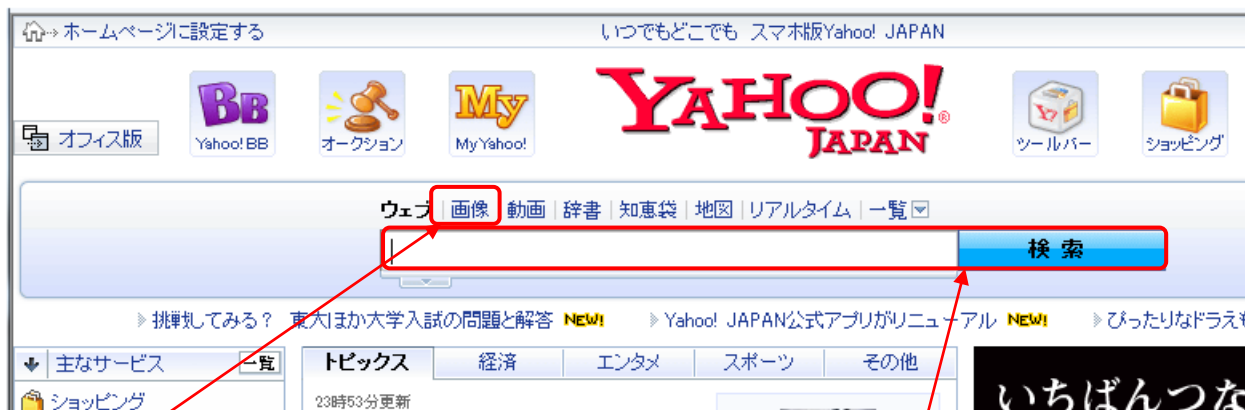 ホームページに設定する いつでもどこでも スマホ版Yahoo! JAPAN
YAHOO!
JAPAN
オフィス版 Yahoo! BB オークション My Yahoo! ツールバー ショッピング
BB My
ウェブ 画像 動画 辞書 知恵袋 地図 リアルタイム 一覧
検索
挑戦してみる? 東大ほか大学入試の問題と解答 NEW! Yahoo! JAPAN公式アプリがリニューアル NEW! ぴったりなドラえ
主なサービス 一覧 トピックス 経済 エンタメ スポーツ その他
ショッピング 23時53分更新
いちばんつな